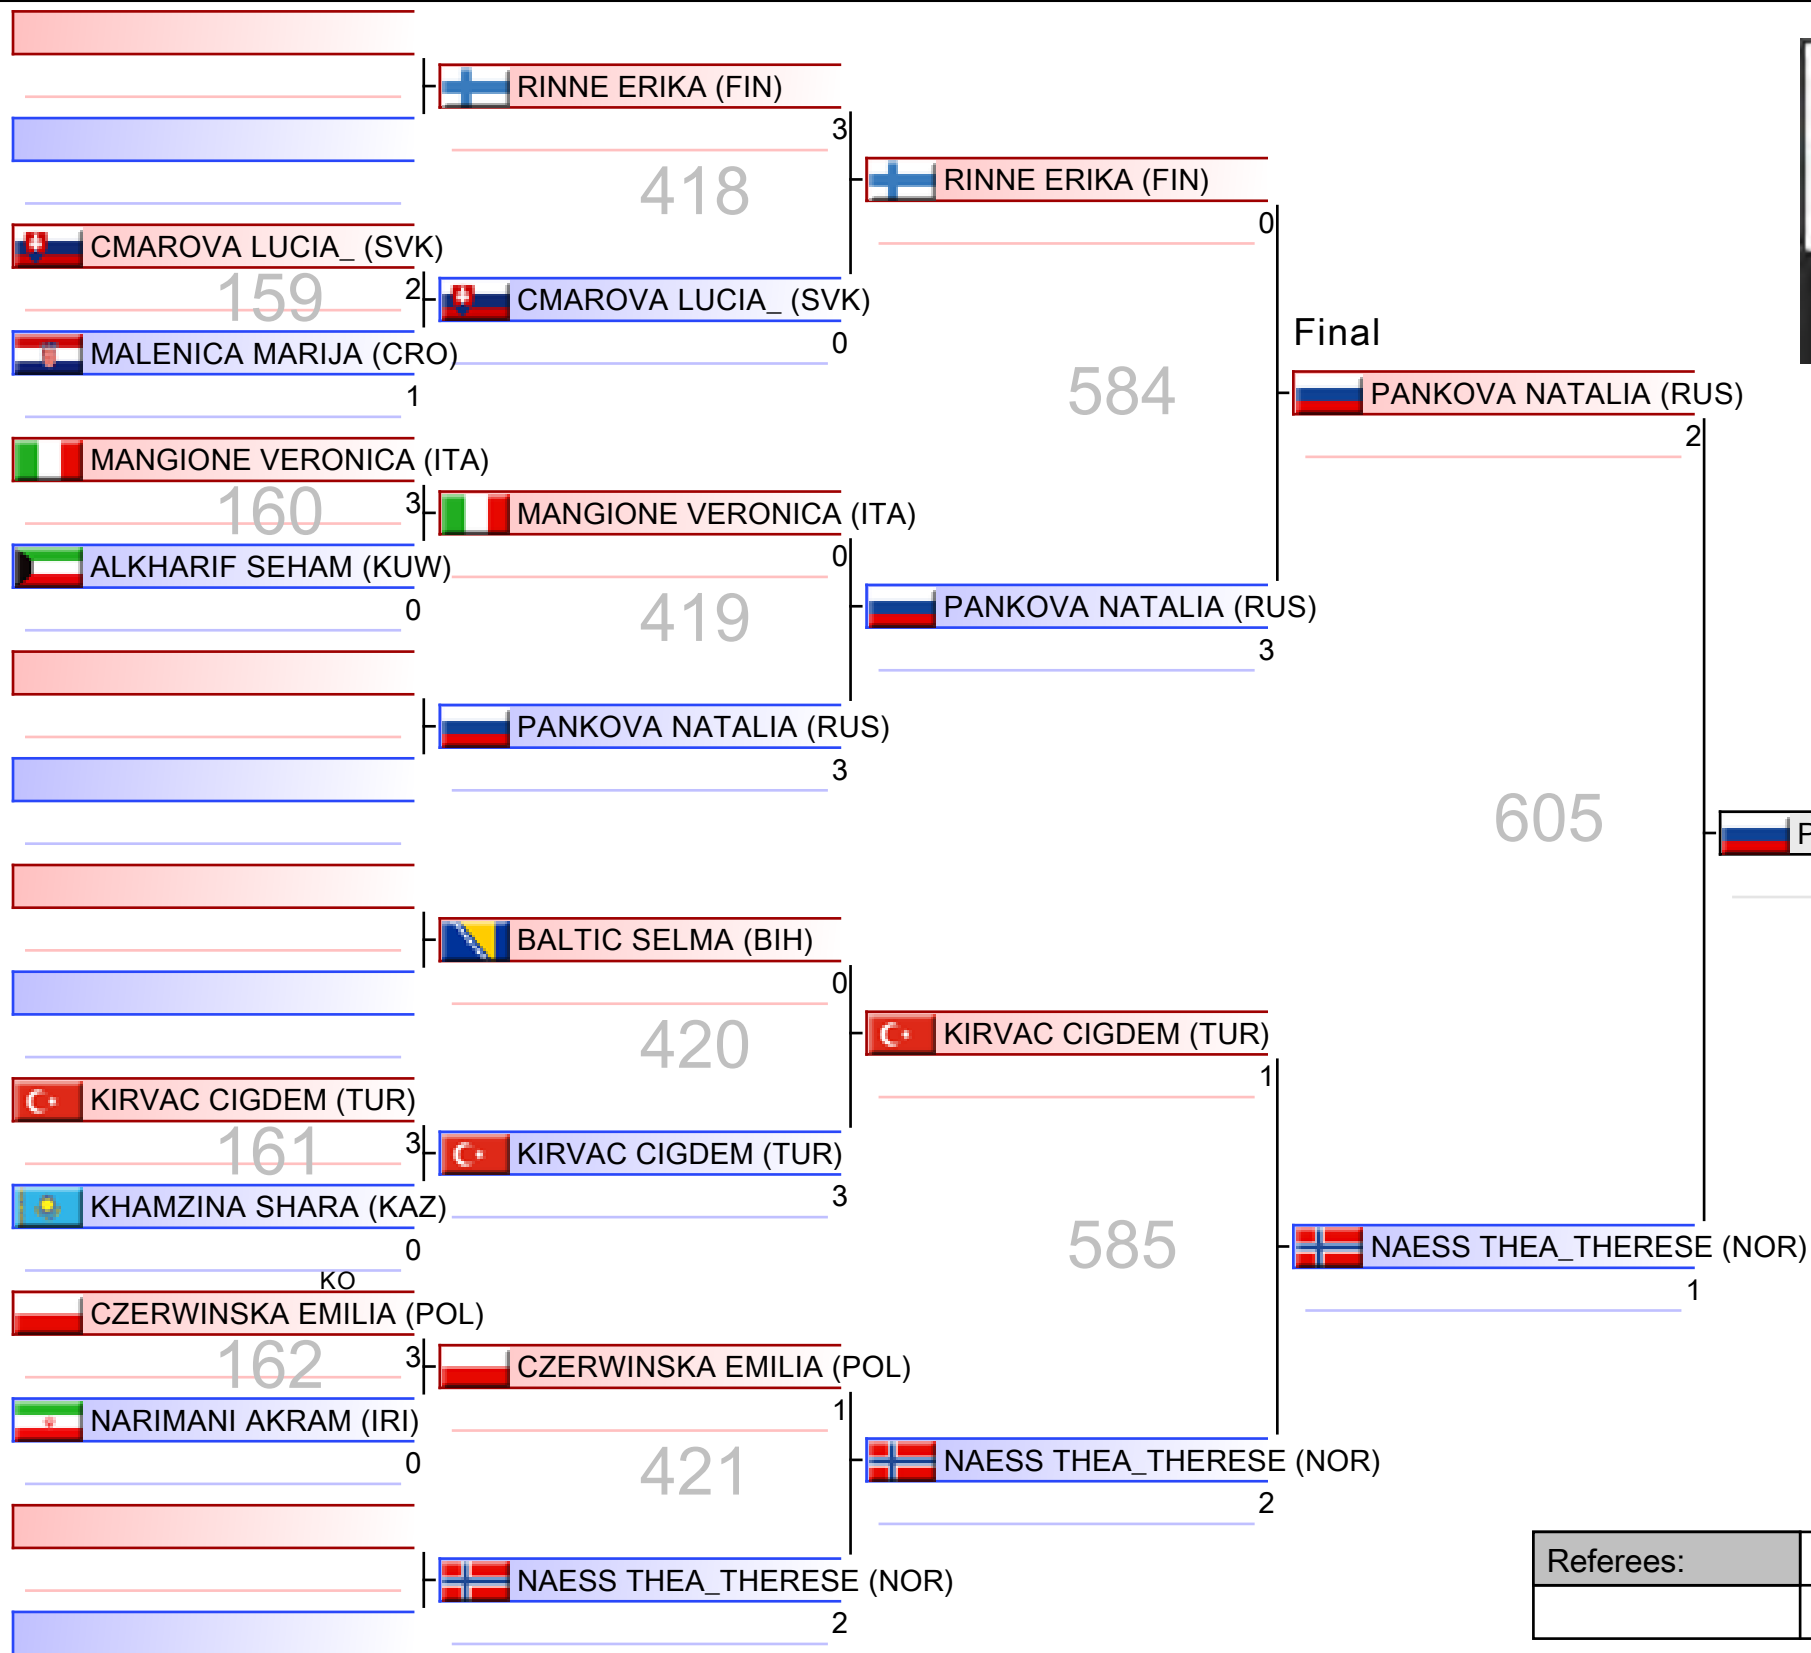 RINNE ERIKA (FIN)
3
418
RINNE ERIKA (FIN)
0
CMAROVA LUCIA_ (SVK)
159
2
CMAROVA LUCIA_ (SVK)
0
MALENICA MARIJA (CRO)
1
Final
584
PANKOVA NATALIA (RUS)
2
MANGIONE VERONICA (ITA)
160
3
MANGIONE VERONICA (ITA)
0
ALKHARIF SEHAM (KUW)
0
419
PANKOVA NATALIA (RUS)
3
PANKOVA NATALIA (RUS)
3
605
P
BALTIC SELMA (BIH)
0
420
KIRVAC CIGDEM (TUR)
1
KIRVAC CIGDEM (TUR)
161
3
KIRVAC CIGDEM (TUR)
3
KHAMZINA SHARA (KAZ)
0
585
NAESS THEA_THERESE (NOR)
1
KO
CZERWINSKA EMILIA (POL)
162
3
CZERWINSKA EMILIA (POL)
1
NARIMANI AKRAM (IRI)
0
421
NAESS THEA_THERESE (NOR)
2
NAESS THEA_THERESE (NOR)
2
Referees: